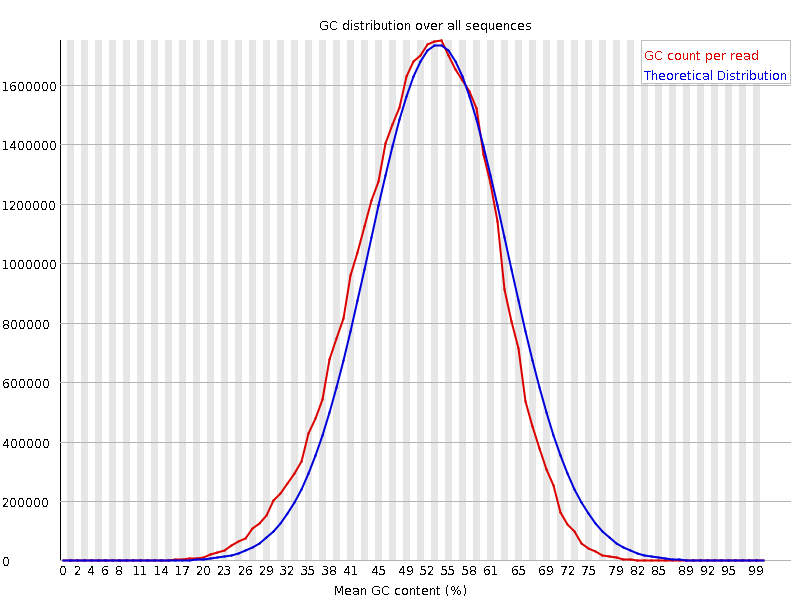 GC distribution over all sequences
GC count per read
Theoretical Distribution
1600000
1400000
1200000
1000000
800000
600000
400000
200000
0
0 2 4 6 8 11 14 17 20 23 26 29 32 35 38 41 45 49 52 55 58 61 65 69 72 75 79 82 85 89 92 95 99
Mean GC content (%)